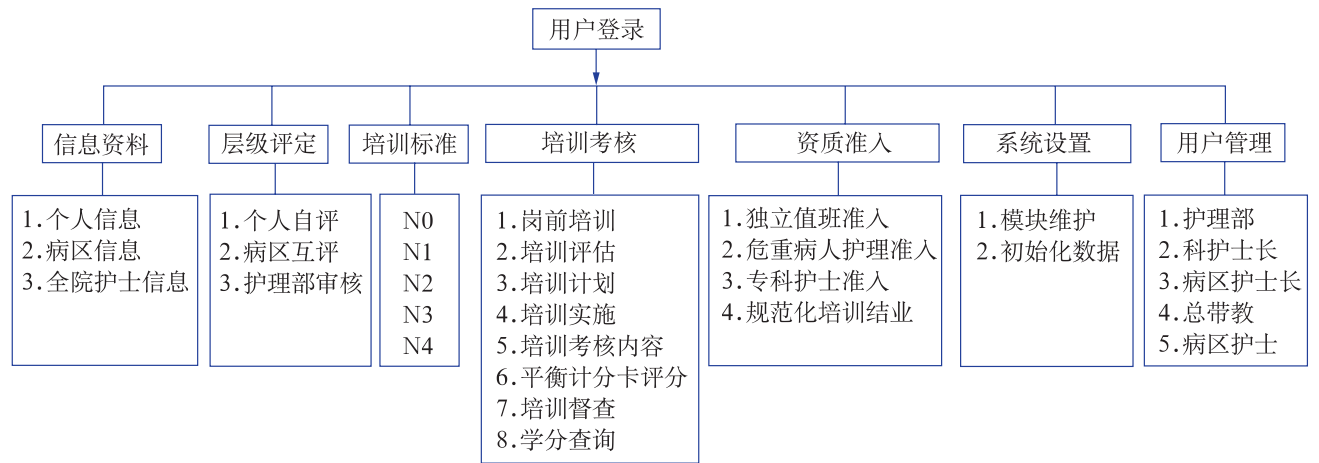 用户登录
信息资料
1.个人信息
2.病区信息
3.全院护士信息
层级评定
1.个人自评
2.病区互评
3.护理部审核
培训标准
N0
N1
N2
N3
N4
培训考核
1.岗前培训
2.培训评估
3.培训计划
4.培训实施
5.培训考核内容
6.平衡计分卡评分
7.培训督查
8.学分查询
资质准入
1.独立值班准入
2.危重病人护理准入
3.专科护士准入
4.规范化培训结业
系统设置
1.模块维护
2.初始化数据
用户管理
1.护理部
2.科护士长
3.病区护士长
4.总带教
5.病区护士